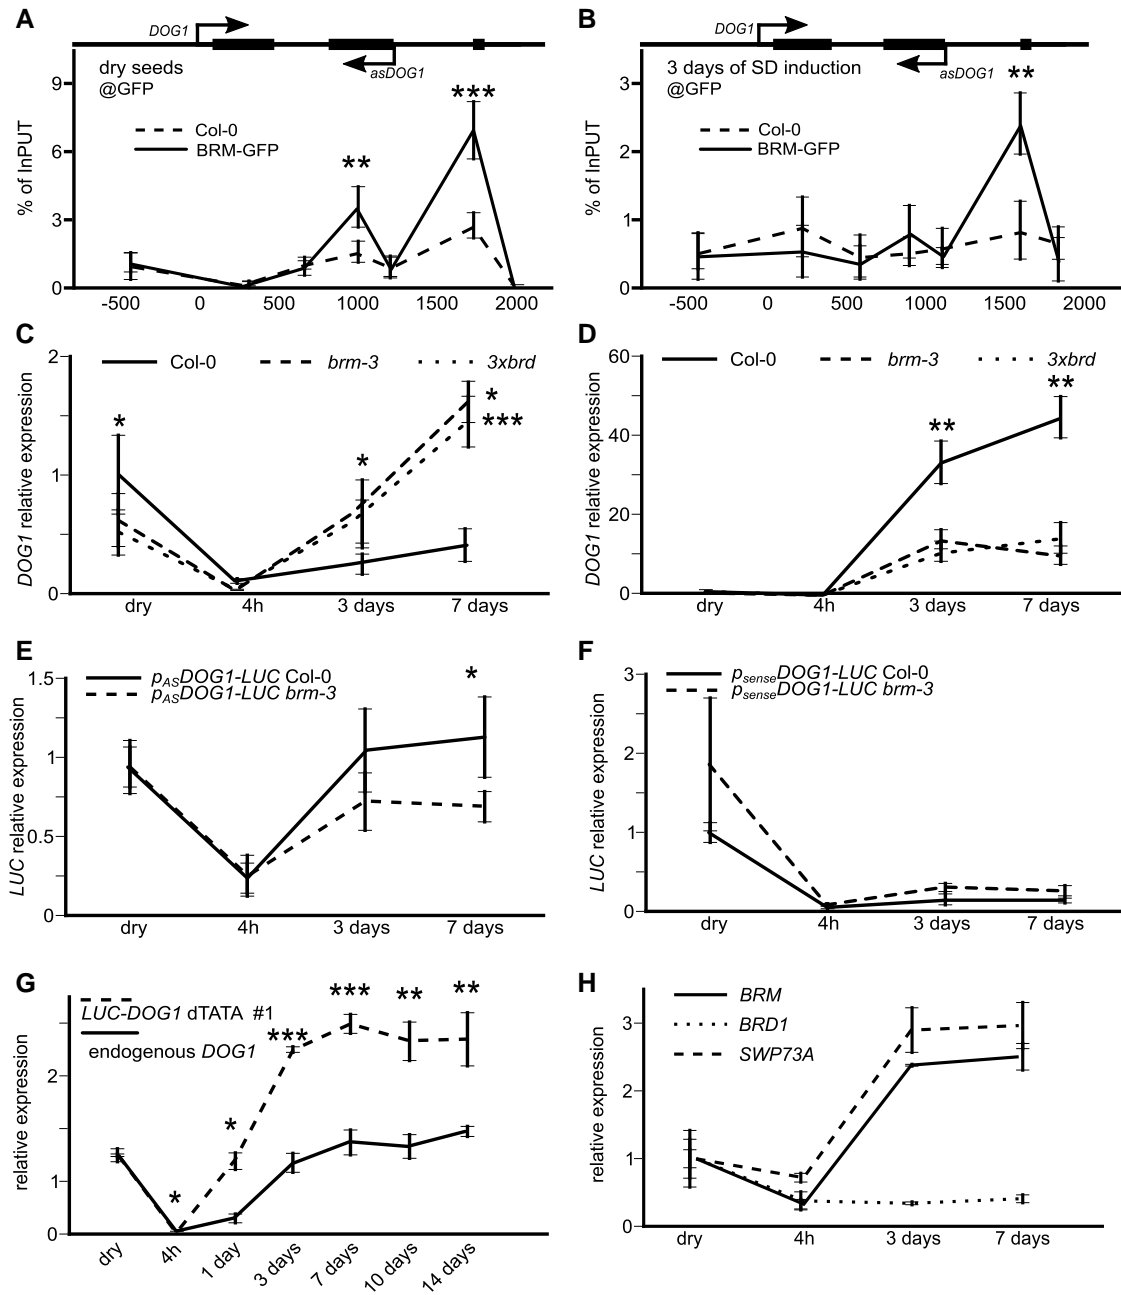 A
DOG1
asDOG1
dry seeds
@GFP
***
**
Col-0
BRM-GFP
% of InPUT
9
6
3
0
-500 0 500 1000 1500 2000
B
DOG1
asDOG1
3 days of SD induction
@GFP
**
Col-0
BRM-GFP
% of InPUT
3
2
1
0
-500 0 500 1000 1500 2000
C
Col-0 brm-3 3xbrd
DOG1 relative expression
2
1
0
*
*
*
***
dry 4h 3 days 7 days
D
Col-0 brm-3 3xbrd
DOG1 relative expression
60
40
20
0
**
**
dry 4h 3 days 7 days
E
pASDOG1-LUC Col-0
pASDOG1-LUC brm-3
*
LUC relative expression
1.5
1
0.5
0
dry 4h 3 days 7 days
F
psenseDOG1-LUC Col-0
psenseDOG1-LUC brm-3
LUC relative expression
3
2
1
0
dry 4h 3 days 7 days
G
LUC-DOG1 dTATA #1
endogenous DOG1
relative expression
2
1
0
*
*
***
***
**
**
dry 4h 1 day 3 days 7 days 10 days 14 days
H
BRM
BRD1
SWP73A
relative expression
3
2
1
0
dry 4h 3 days 7 days